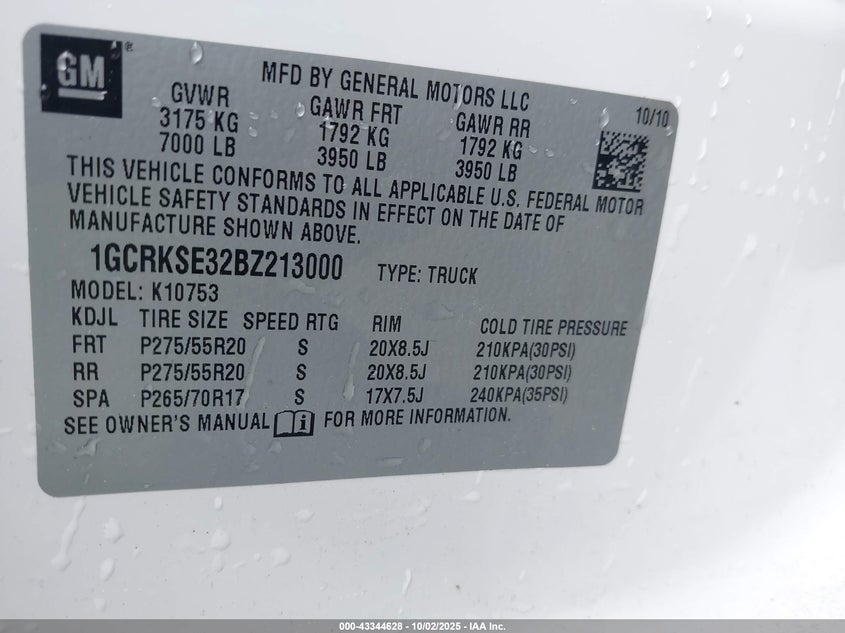 GM
®
MFD BY GENERAL MOTORS LLC
10/10
GVWR GAWR FRT GAWR RR
3175 KG 1792 KG 1792 KG
7000 LB 3950 LB 3950 LB
THIS VEHICLE CONFORMS TO ALL APPLICABLE U.S. FEDERAL MOTOR
VEHICLE SAFETY STANDARDS IN EFFECT ON THE DATE OF
MANUFACTURE SHOWN ABOVE.
1GCRKSE32BZ213000 TYPE: TRUCK
MODEL: K10753
KDJL TIRE SIZE SPEED RTG RIM COLD TIRE PRESSURE
FRT P275/55R20 S 20X8.5J 210KPA(30PSI)
RR P275/55R20 S 20X8.5J 210KPA(30PSI)
SPA P265/70R17 S 17X7.5J 240KPA(35PSI)
SEE OWNER'S MANUAL i FOR MORE INFORMATION.
000-43344628 - 10/02/2025 - IAA Inc.